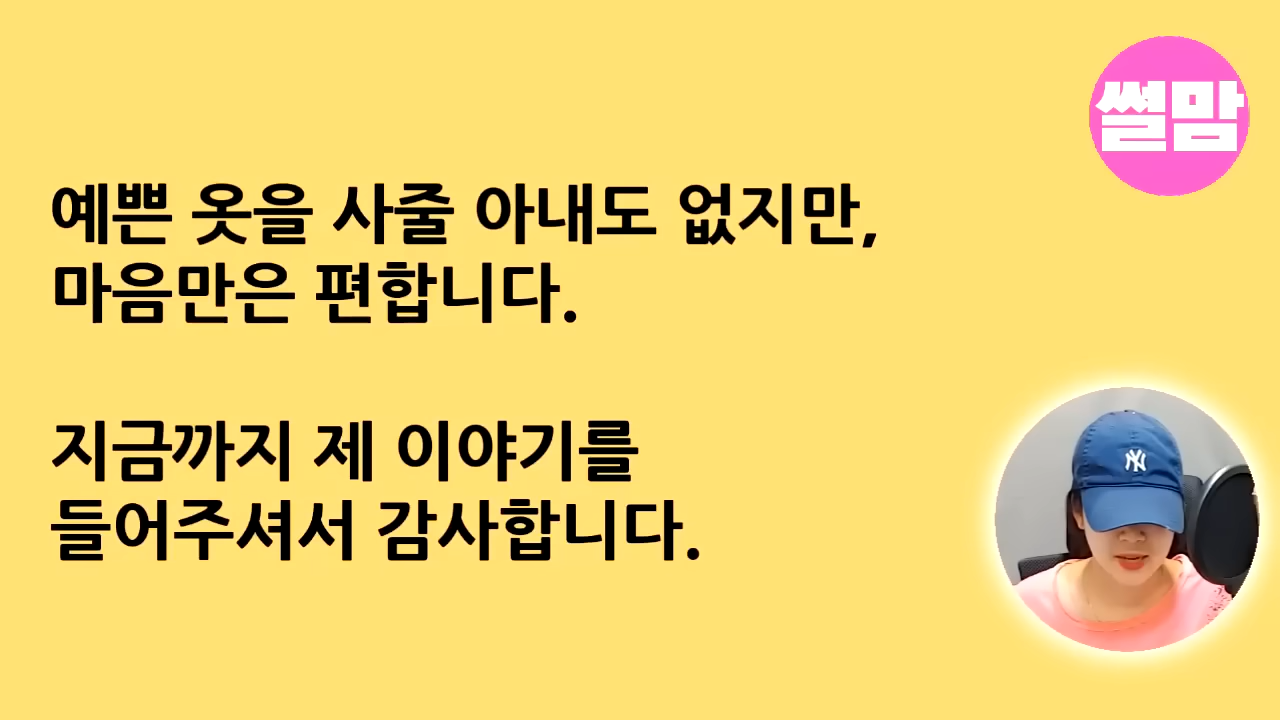 썰맘
예쁜 옷을 사줄 아내도 없지만,
마음만은 편합니다.
지금까지 제 이야기를
들어주셔서 감사합니다.
NY